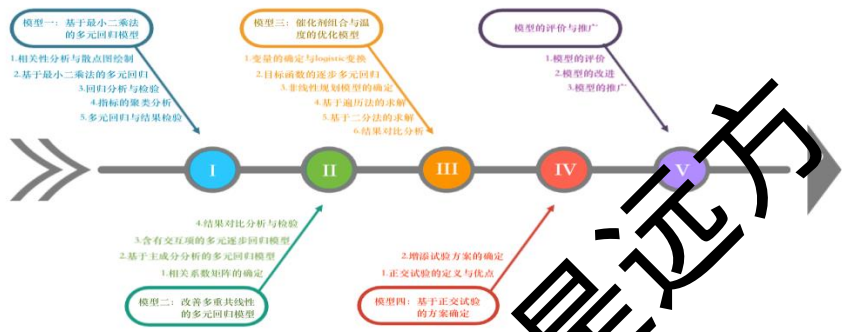 模型一：基于最小二乘法
的多元回归模型
1.相关性分析与散点图绘制
2.基于最小二乘法的多元回归
3.回归分析与检验
4.指标的聚类分析
5.多元回归与结果检验
模型三：催化剂组合与温
度的优化模型
1.变量的确定与logistic变换
2.目标函数的逐步多元回归
3.非线性规划模型的确定
4.基于遍历法的求解
5.基于二分法的求解
6.结果对比分析
模型的评价与推广
1.模型的评价
2.模型的改进
3.模型的推广
I
II
III
IV
V
4.结果对比分析与检验
3.含有交互项的多元逐步回归模型
2.基于主成分分析的多元回归模型
1.相关系数矩阵的确定
模型二：改善多重共线性
的多元回归模型
2.增添试验方案的确定
1.正交试验的定义与优点
模型四：基于正交试验
的方案确定
星远方